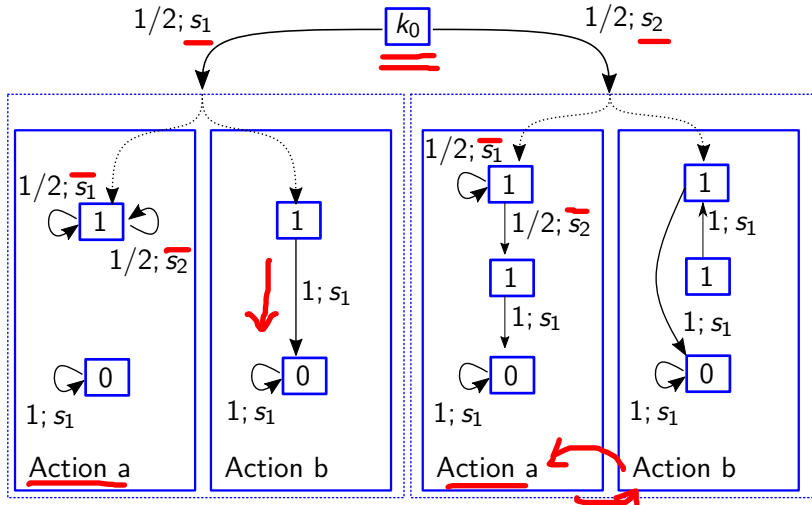 1/2; s₁
k₀
1/2; s₂
1/2; s₁
1
1/2; s₂
0
1; s₁
Action a
1
1; s₁
0
1; s₁
Action b
1/2; s₁
1
1/2; s₂
1
1; s₁
0
1; s₁
Action a
1
1; s₁
1
1; s₁
0
1; s₁
Action b